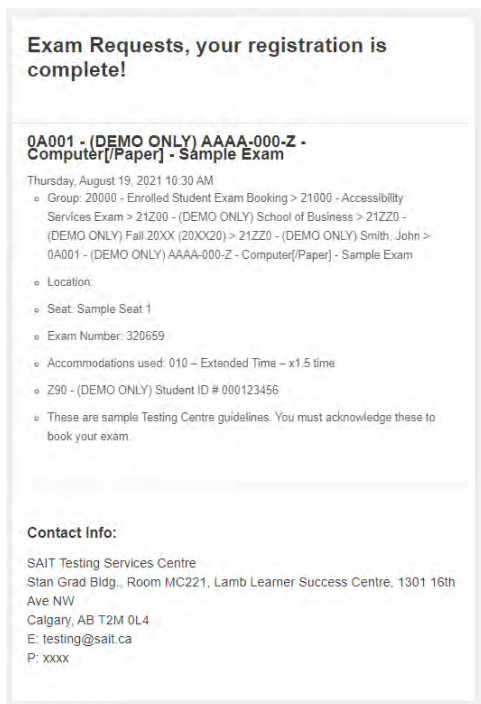 Exam Requests, your registration is
complete!
0A001 - (DEMO ONLY) AAAA-000-Z -
Computer[/Paper] - Sample Exam
Thursday, August 19, 2021 10:30 AM
Group: 20000 - Enrolled Student Exam Booking > 21000 - Accessibility
Services Exam > 21Z00 - (DEMO ONLY) School of Business > 21ZZ0 -
(DEMO ONLY) Fall 20XX (20XX20) > 21ZZ0 - (DEMO ONLY) Smith, John >
0A001 - (DEMO ONLY) AAAA-000-Z - Computer[/Paper] - Sample Exam
Location:
Seat: Sample Seat 1
Exam Number: 320659
Accommodations used: 010 – Extended Time – x1.5 time
Z90 - (DEMO ONLY) Student ID # 000123456
These are sample Testing Centre guidelines. You must acknowledge these to
book your exam.
Contact Info:
SAIT Testing Services Centre
Stan Grad Bldg., Room MC221, Lamb Learner Success Centre, 1301 16th
Ave NW
Calgary, AB T2M 0L4
E: testing@sait.ca
P: xxxx